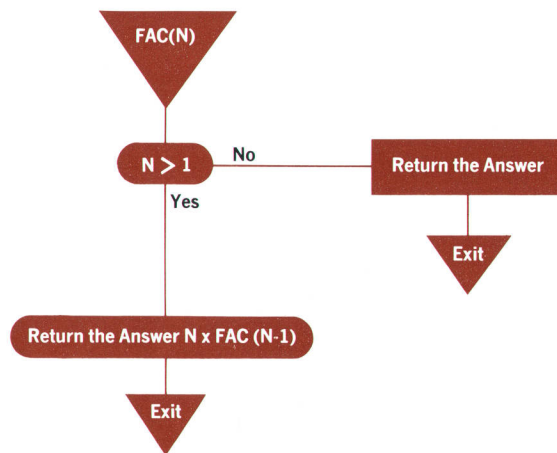 FAC(N)
N > 1
No
Return the Answer
Yes
Exit
Return the Answer N x FAC (N-1)
Exit